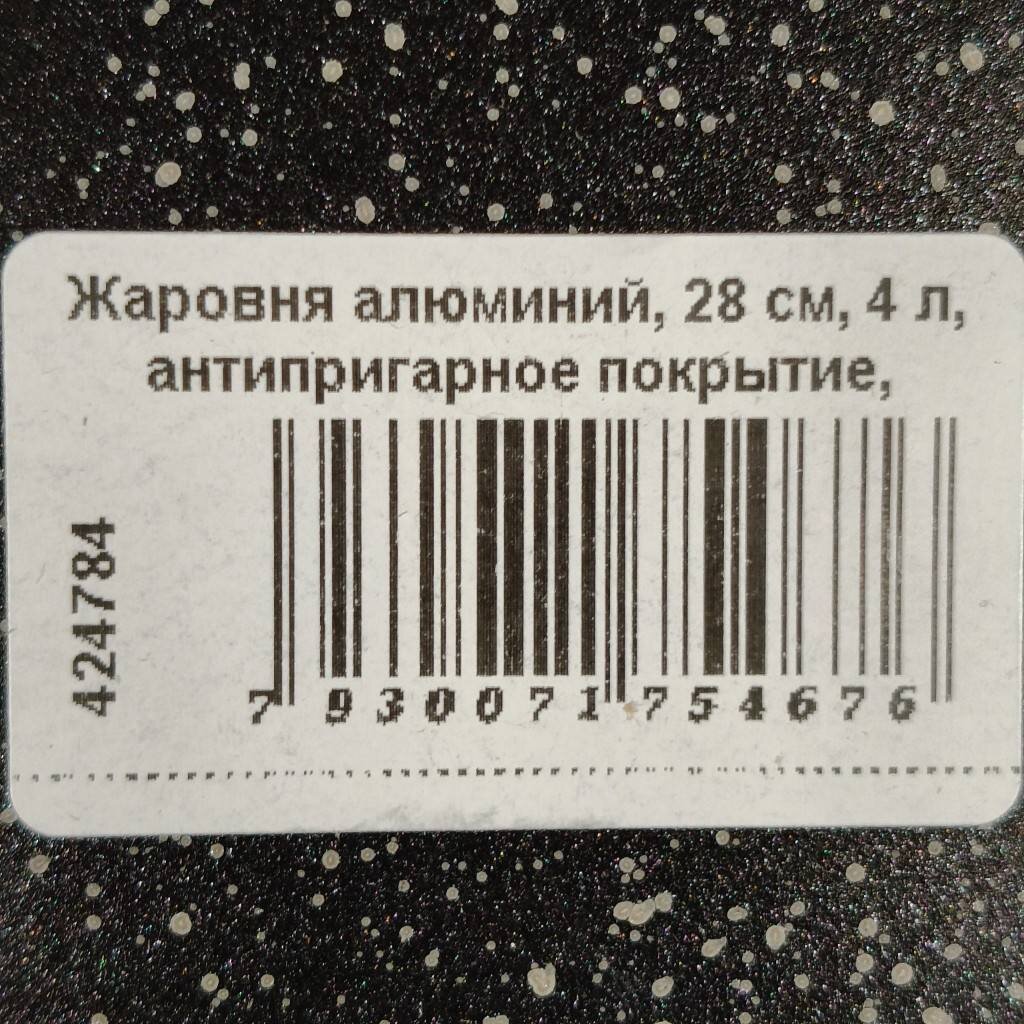 Жаровня алюминий, 28 см, 4 л,
антипригарное покрытие,
424784
7 930071 754676